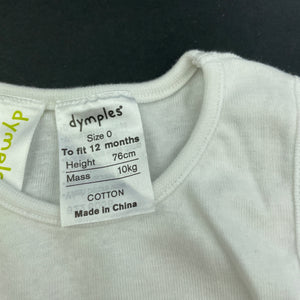 dymples
Size 0
To fit 12 months
Height 76cm
Mass 10kg
COTTON
Made in China